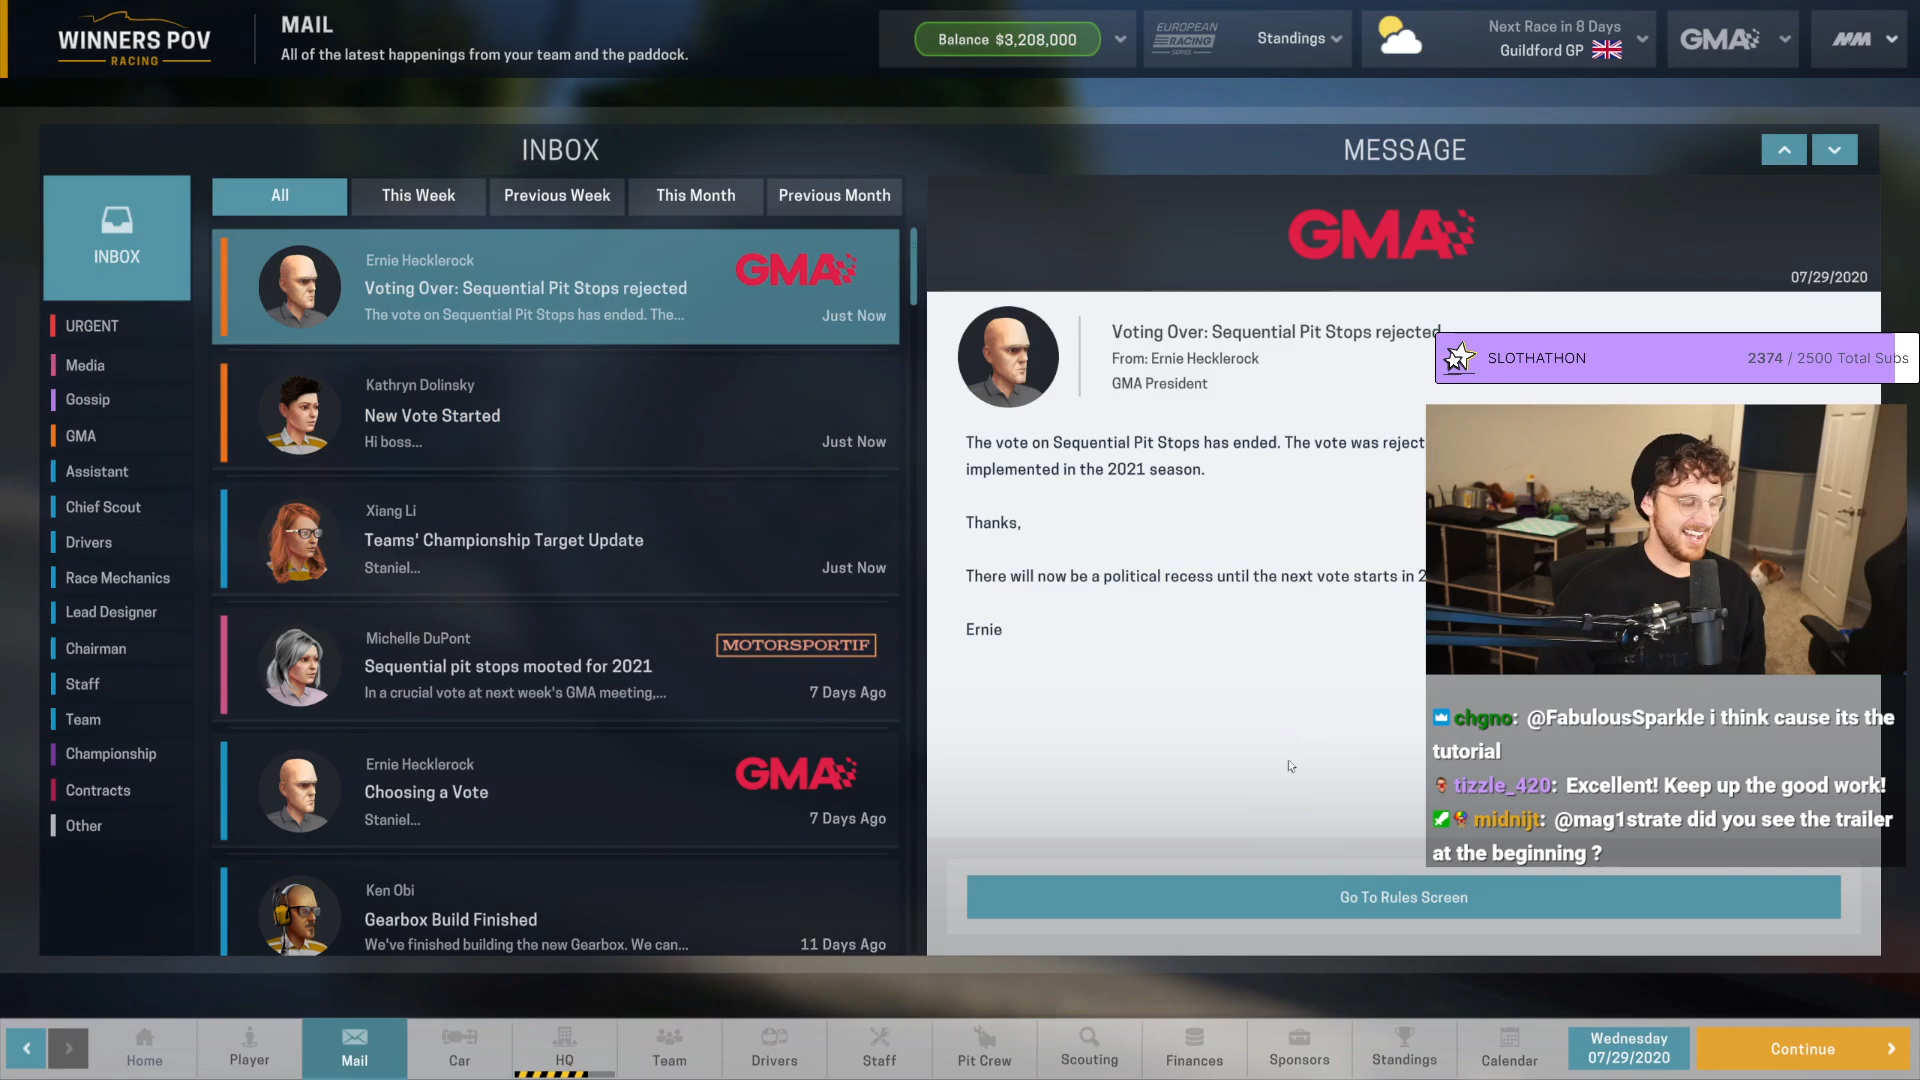 WINNERS POV
RACING
MAIL
All of the latest happenings from your team and the paddock.
Balance $3,208,000
EUROPEAN
RACING
SERIES
Standings
Next Race in 8 Days
Guildford GP
GMA
MM
INBOX
MESSAGE
INBOX
All
This Week
Previous Week
This Month
Previous Month
URGENT
Media
Gossip
GMA
Assistant
Chief Scout
Drivers
Race Mechanics
Lead Designer
Chairman
Staff
Team
Championship
Contracts
Other
Ernie Hecklerock
Voting Over: Sequential Pit Stops rejected
The vote on Sequential Pit Stops has ended. The...
GMA
Just Now
Kathryn Dolinsky
New Vote Started
Hi boss...
Just Now
Xiang Li
Teams' Championship Target Update
Staniel...
Just Now
Michelle DuPont
Sequential pit stops mooted for 2021
In a crucial vote at next week's GMA meeting,...
MOTORSPORTIF
7 Days Ago
Ernie Hecklerock
Choosing a Vote
Staniel...
GMA
7 Days Ago
Ken Obi
Gearbox Build Finished
We've finished building the new Gearbox. We can...
11 Days Ago
GMA
07/29/2020
Voting Over: Sequential Pit Stops rejected
From: Ernie Hecklerock
GMA President
The vote on Sequential Pit Stops has ended. The vote was reject
implemented in the 2021 season.
Thanks,
There will now be a political recess until the next vote starts in 2
Ernie
SLOTHATHON
2374 / 2500 Total Subs
chgno: @FabulousSparkle i think cause its the
tutorial
tizzle_420: Excellent! Keep up the good work!
midnijt: @mag1strate did you see the trailer
at the beginning ?
Go To Rules Screen
Home
Player
Mail
Car
HQ
Team
Drivers
Staff
Pit Crew
Scouting
Finances
Sponsors
Standings
Calendar
Wednesday
07/29/2020
Continue